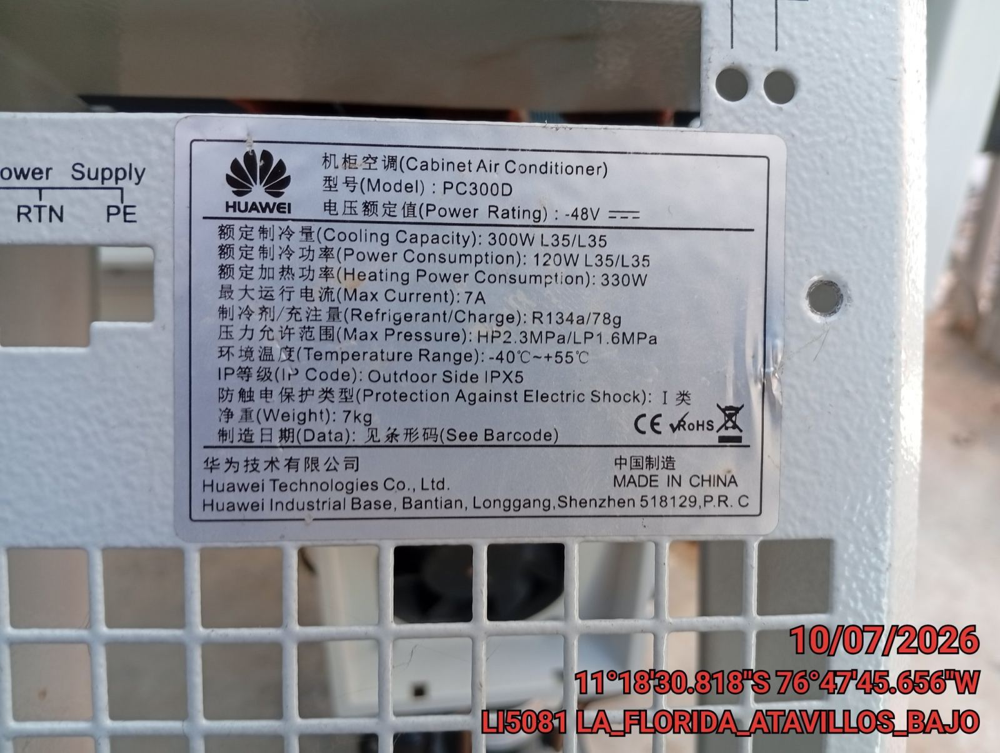 ower Supply
RTN PE
HUAWEI
机柜空调(Cabinet Air Conditioner)
型号(Model) : PC300D
电压额定值(Power Rating) : -48V
额定制冷量(Cooling Capacity): 300W L35/L35
额定制冷功率(Power Consumption): 120W L35/L35
额定加热功率(Heating Power Consumption): 330W
最大运行电流(Max Current): 7A
制冷剂/充注量(Refrigerant/Charge): R134a/78g
压力允许范围(Max Pressure): HP2.3MPa/LP1.6MPa
环境温度(Temperature Range): -40℃~+55℃
IP等级(IP Code): Outdoor Side IPX5
防触电保护类型(Protection Against Electric Shock): I 类
净重(Weight): 7kg
制造日期(Data): 见条形码(See Barcode)
CE RoHS
华为技术有限公司
中国制造
Huawei Technologies Co., Ltd.
MADE IN CHINA
Huawei Industrial Base, Bantian, Longgang,Shenzhen 518129,P.R. C
10/07/2026
11°18'30.818"S 76°47'45.656"W
LI5081 LA_FLORIDA_ATAVILLOS_BAJO